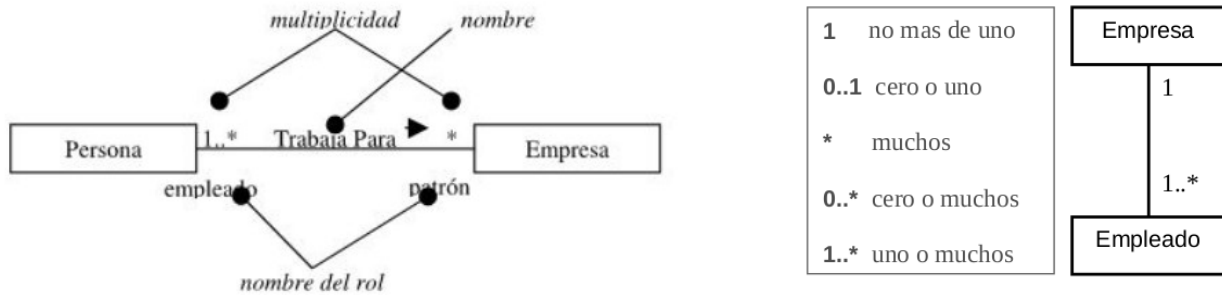 multiplicidad nombre
1..* Trabaja Para *
Persona Empresa
empleado patrón
nombre del rol
1 no mas de uno
0..1 cero o uno
* muchos
0..* cero o muchos
1..* uno o muchos
Empresa
1
1..*
Empleado